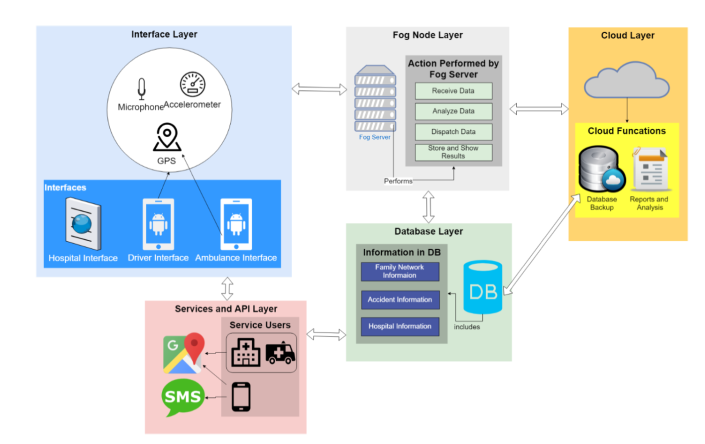 Interface Layer
Microphone
Accelerometer
GPS
Interfaces
Hospital Interface
Driver Interface
Ambulance Interface
Fog Node Layer
Fog Server
Action Performed by
Fog Server
Receive Data
Analyze Data
Dispatch Data
Store and Show
Results
Performs
Cloud Layer
Cloud Funcations
Database
Backup
Reports and
Analysis
Database Layer
Information in DB
Family Network
Informaion
Accident Information
Hospital Information
DB
includes
Services and API Layer
Service Users
G
SMS